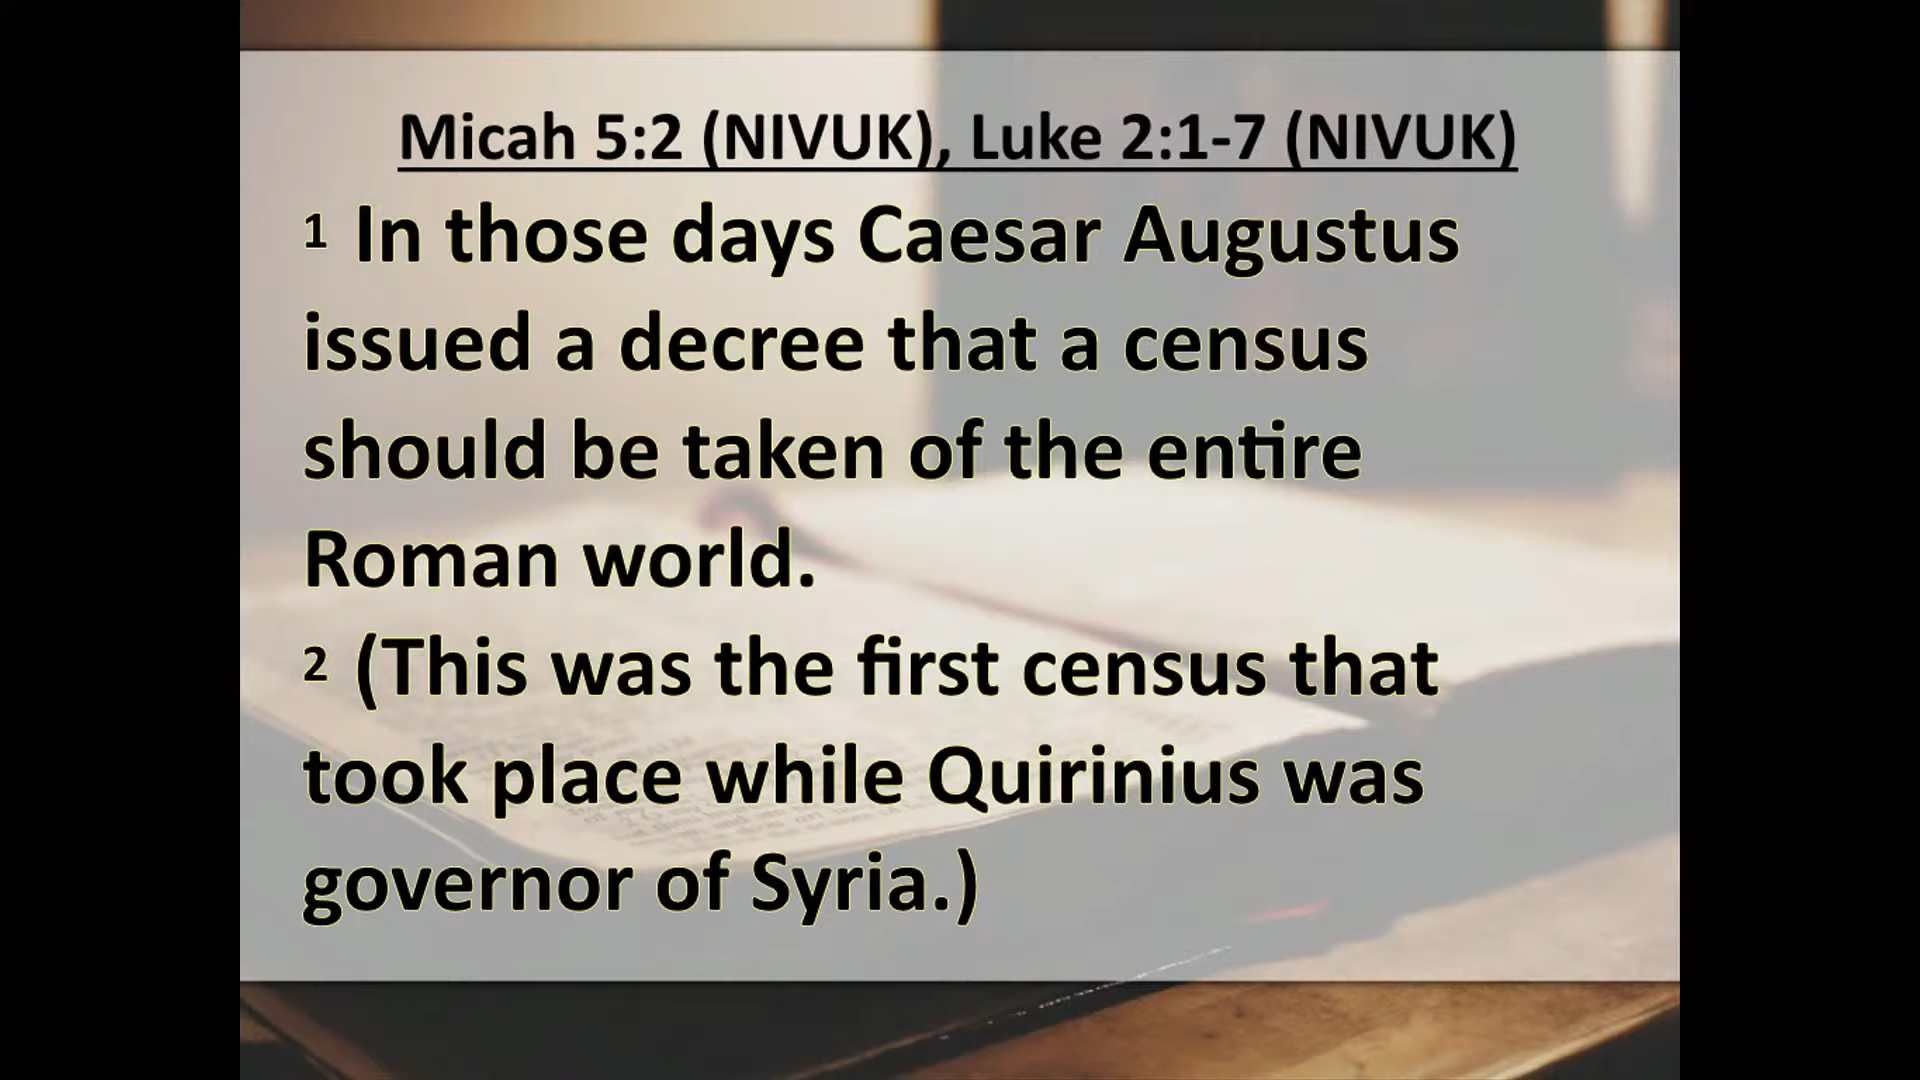 Micah 5:2 (NIVUK), Luke 2:1-7 (NIVUK)
1 In those days Caesar Augustus
issued a decree that a census
should be taken of the entire
Roman world.
2 (This was the first census that
took place while Quirinius was
governor of Syria.)